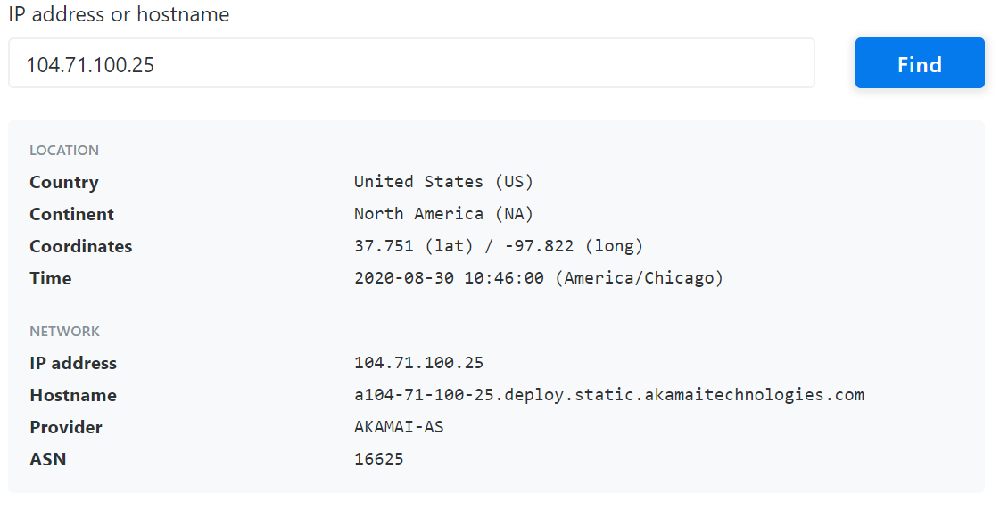 IP address or hostname
104.71.100.25 Find
LOCATION
Country United States (US)
Continent North America (NA)
Coordinates 37.751 (lat) / -97.822 (long)
Time 2020-08-30 10:46:00 (America/Chicago)
NETWORK
IP address 104.71.100.25
Hostname a104-71-100-25.deploy.static.akamaitechnologies.com
Provider AKAMAI-AS
ASN 16625